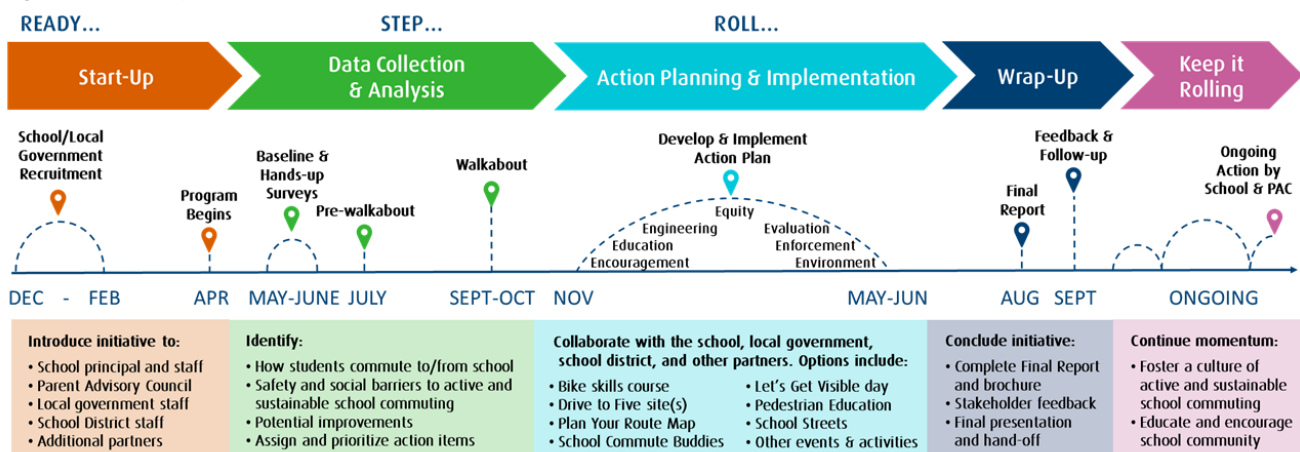 READY...
STEP...
ROLL...
Start-Up
Data Collection
& Analysis
Action Planning & Implementation
Wrap-Up
Keep it
Rolling
School/Local
Government
Recruitment
Program
Begins
Baseline &
Hands-up
Surveys
Pre-walkabout
Walkabout
Develop & Implement
Action Plan
Equity
Engineering
Evaluation
Education
Enforcement
Encouragement
Environment
Final
Report
Feedback &
Follow-up
Ongoing
Action by
School & PAC
DEC - FEB
APR
MAY-JUNE
JULY
SEPT-OCT
NOV
MAY-JUN
AUG
SEPT
ONGOING
Introduce initiative to:
• School principal and staff
• Parent Advisory Council
• Local government staff
• School District staff
• Additional partners
Identify:
• How students commute to/from school
• Safety and social barriers to active and
sustainable school commuting
• Potential improvements
• Assign and prioritize action items
Collaborate with the school, local government,
school district, and other partners. Options include:
• Bike skills course
• Drive to Five site(s)
• Plan Your Route Map
• School Commute Buddies
• Let's Get Visible day
• Pedestrian Education
• School Streets
• Other events & activities
Conclude initiative:
• Complete Final Report
and brochure
• Stakeholder feedback
• Final presentation
and hand-off
Continue momentum:
• Foster a culture of
active and sustainable
school commuting
• Educate and encourage
school community